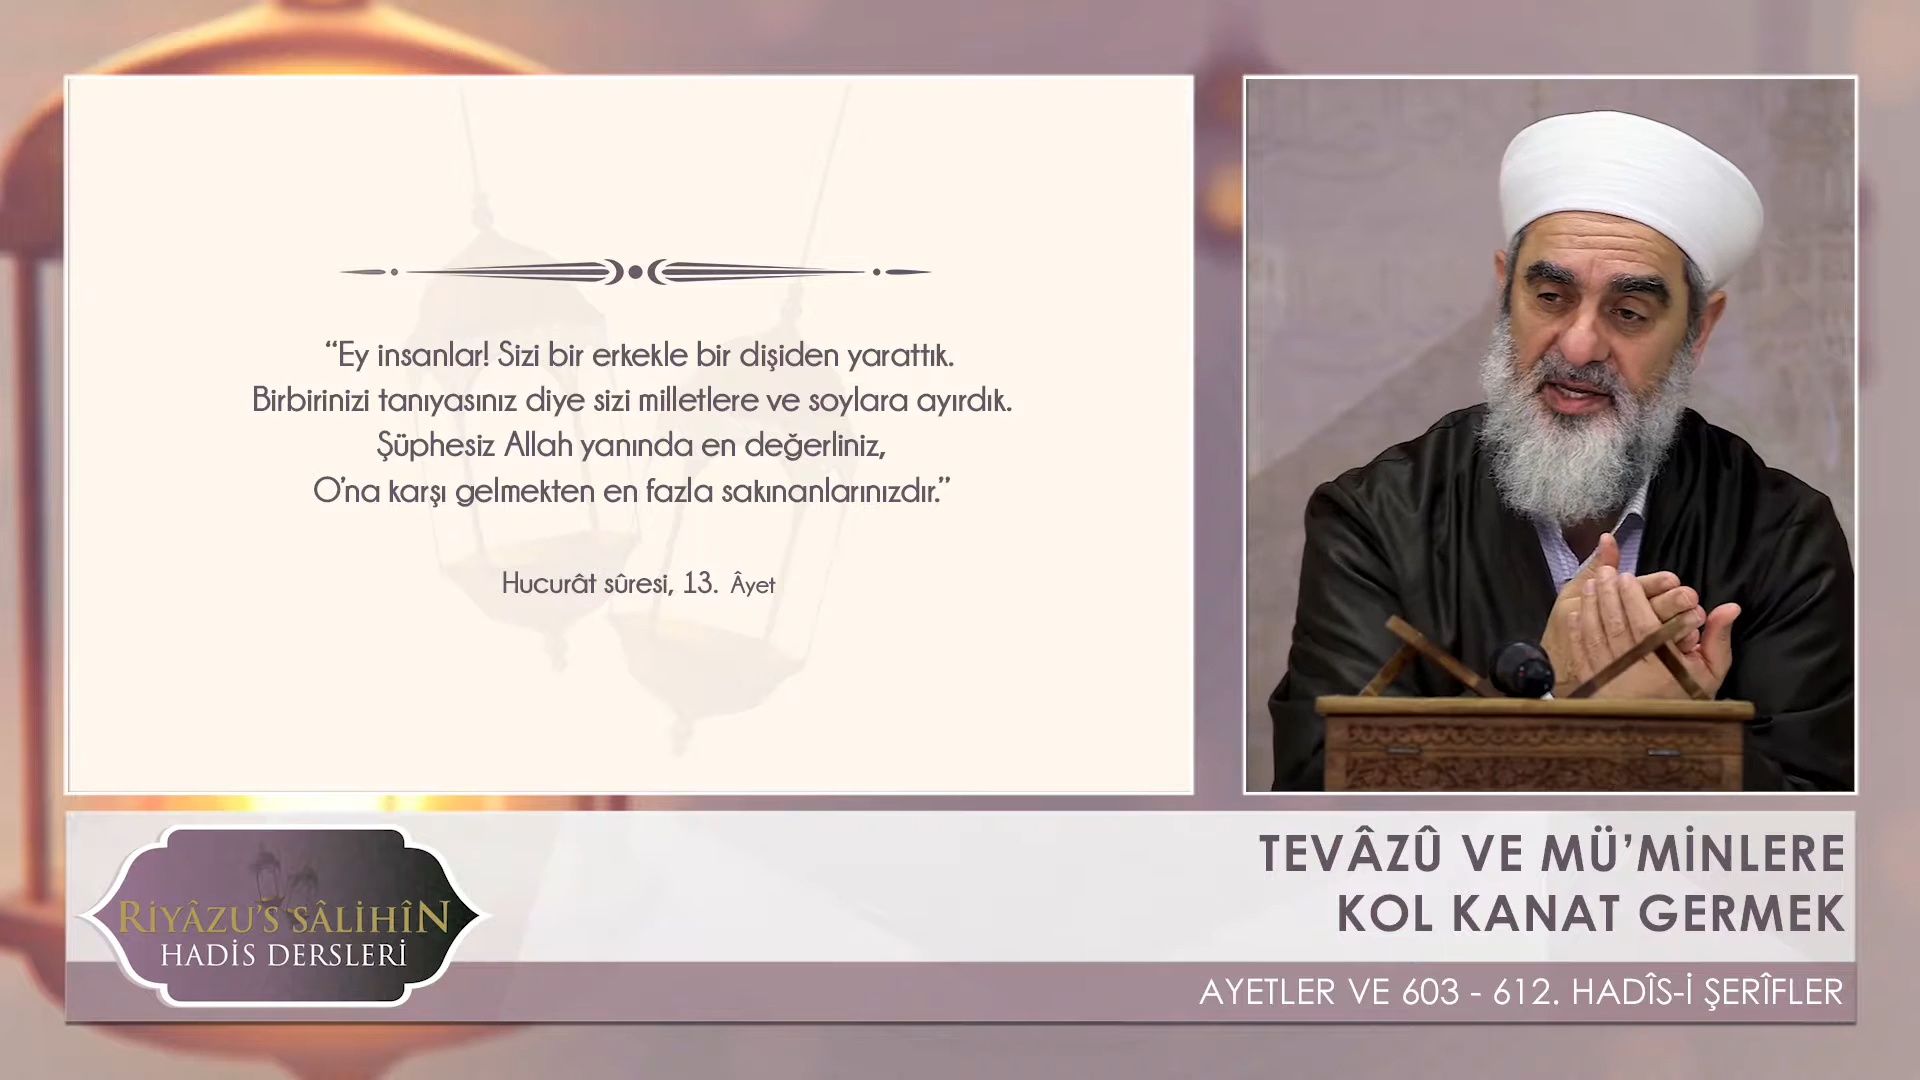 “Ey insanlar! Sizi bir erkekle bir dişiden yarattık.
Birbirinizi tanıyasınız diye sizi milletlere ve soylara ayırdık.
Şüphesiz Allah yanında en değerliniz,
O’na karşı gelmekten en fazla sakınanlarınızdır.”
Hucurât sûresi, 13. Âyet
RİYÂZU’S SÂLİHÎN
HADİS DERSLERİ
TEVÂZÛ VE MÜ’MİNLERE
KOL KANAT GERMEK
AYETLER VE 603 - 612. HADÎS-İ ŞERÎFLER